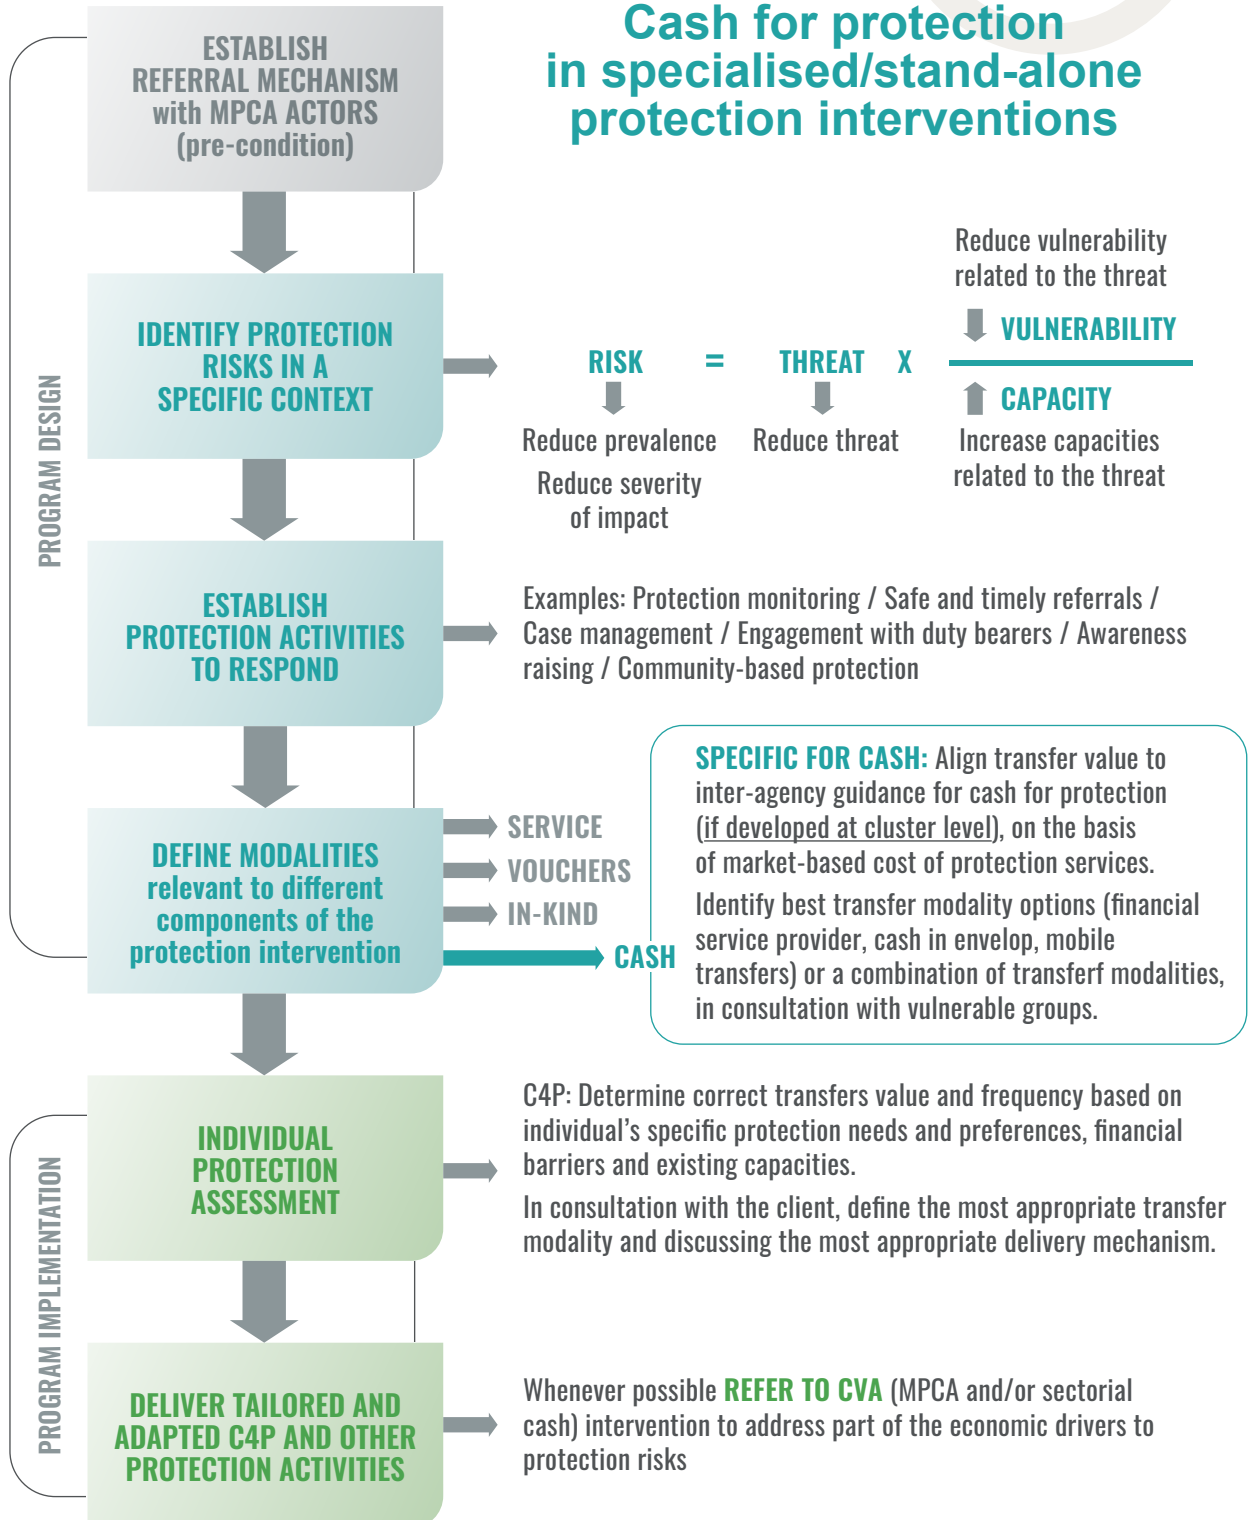 Cash for protection
in specialised/stand-alone
protection interventions
ESTABLISH
REFERRAL MECHANISM
with MPCA ACTORS
(pre-condition)
PROGRAM DESIGN
IDENTIFY PROTECTION
RISKS IN A
SPECIFIC CONTEXT
RISK = THREAT X
Reduce vulnerability
related to the threat
VULNERABILITY
CAPACITY
Increase capacities
related to the threat
Reduce prevalence
Reduce severity
of impact
Reduce threat
ESTABLISH
PROTECTION ACTIVITIES
TO RESPOND
Examples: Protection monitoring / Safe and timely referrals /
Case management / Engagement with duty bearers / Awareness
raising / Community-based protection
DEFINE MODALITIES
relevant to different
components of the
protection intervention
SERVICE
VOUCHERS
IN-KIND
CASH
SPECIFIC FOR CASH: Align transfer value to
inter-agency guidance for cash for protection
(if developed at cluster level), on the basis
of market-based cost of protection services.
Identify best transfer modality options (financial
service provider, cash in envelop, mobile
transfers) or a combination of transferf modalities,
in consultation with vulnerable groups.
PROGRAM IMPLEMENTATION
INDIVIDUAL
PROTECTION
ASSESSMENT
C4P: Determine correct transfers value and frequency based on
individual's specific protection needs and preferences, financial
barriers and existing capacities.
In consultation with the client, define the most appropriate transfer
modality and discussing the most appropriate delivery mechanism.
DELIVER TAILORED AND
ADAPTED C4P AND OTHER
PROTECTION ACTIVITIES
Whenever possible REFER TO CVA (MPCA and/or sectorial
cash) intervention to address part of the economic drivers to
protection risks